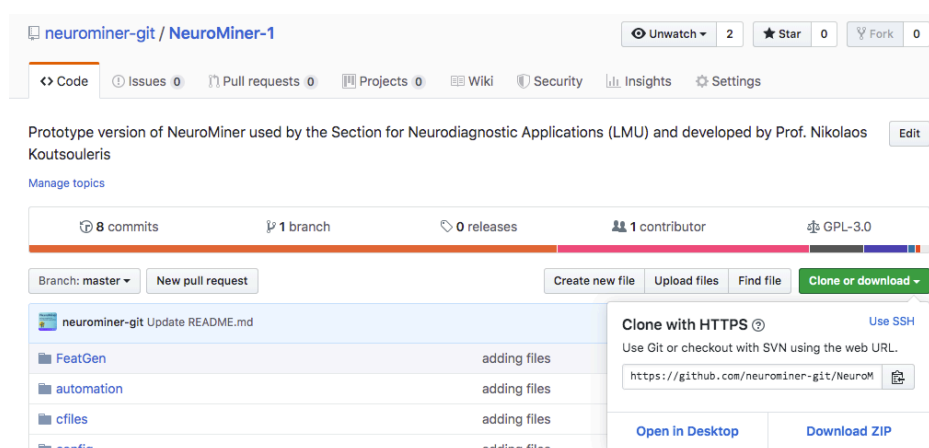 neurominer-git / NeuroMiner-1
Unwatch 2 Star 0 Fork 0
Code Issues 0 Pull requests 0 Projects 0 Wiki Security Insights Settings
Prototype version of NeuroMiner used by the Section for Neurodiagnostic Applications (LMU) and developed by Prof. Nikolaos
Koutsouleris
Edit
Manage topics
8 commits 1 branch 0 releases 1 contributor GPL-3.0
Branch: master New pull request Create new file Upload files Find file Clone or download
neurominer-git Update README.md
FeatGen adding files
automation adding files
cfiles adding files
Clone with HTTPS Use SSH
Use Git or checkout with SVN using the web URL.
https://github.com/neurominer-git/NeuroM
Open in Desktop Download ZIP